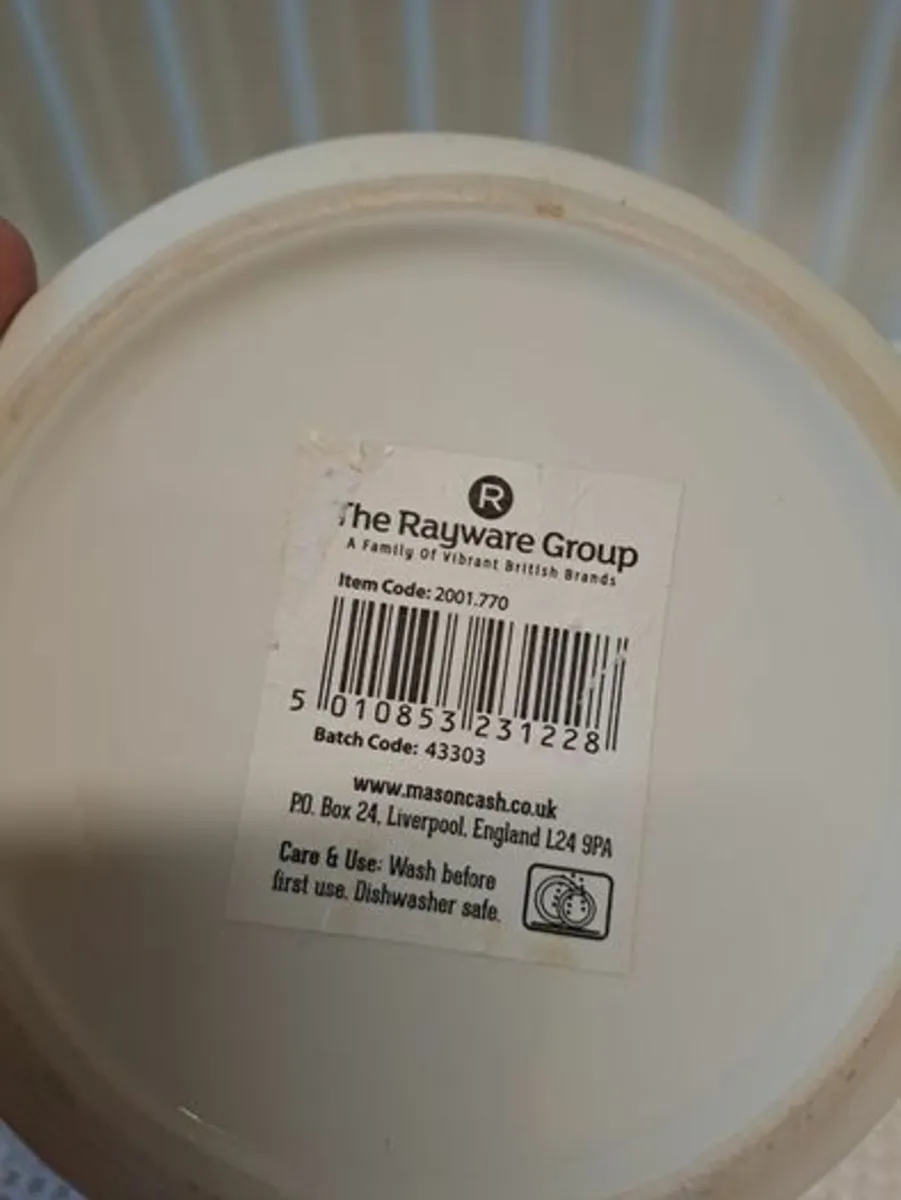 R
The Rayware Group
A Family Of Vibrant British Brands
Item Code: 2001.770
5 010853 231228
Batch Code: 43303
www.masoncash.co.uk
P.O. Box 24, Liverpool, England L24 9PA
Care & Use: Wash before
first use. Dishwasher safe.